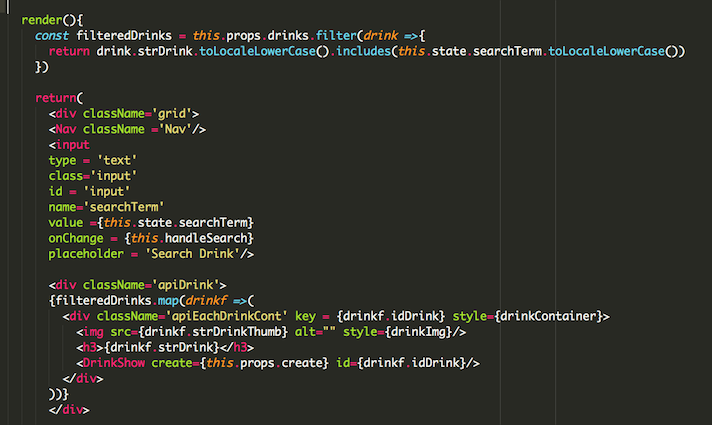 render(){
const filteredDrinks = this.props.drinks.filter(drink =>{
return drink.strDrink.toLocaleLowerCase().includes(this.state.searchTerm.toLocaleLowerCase())
})
return(
<div className='grid'>
<Nav className ='Nav'/>
<input
type = 'text'
class='input'
id = 'input'
name='searchTerm'
value ={this.state.searchTerm}
onChange = {this.handleSearch}
placeholder = 'Search Drink'/>
<div className='apiDrink'>
{filteredDrinks.map(drinkf =>(
<div className='apiEachDrinkCont' key = {drinkf.idDrink} style={drinkContainer}>
<img src={drinkf.strDrinkThumb} alt="" style={drinkImg}/>
<h3>{drinkf.strDrink}</h3>
<DrinkShow create={this.props.create} id={drinkf.idDrink}/>
</div>
))}
</div>